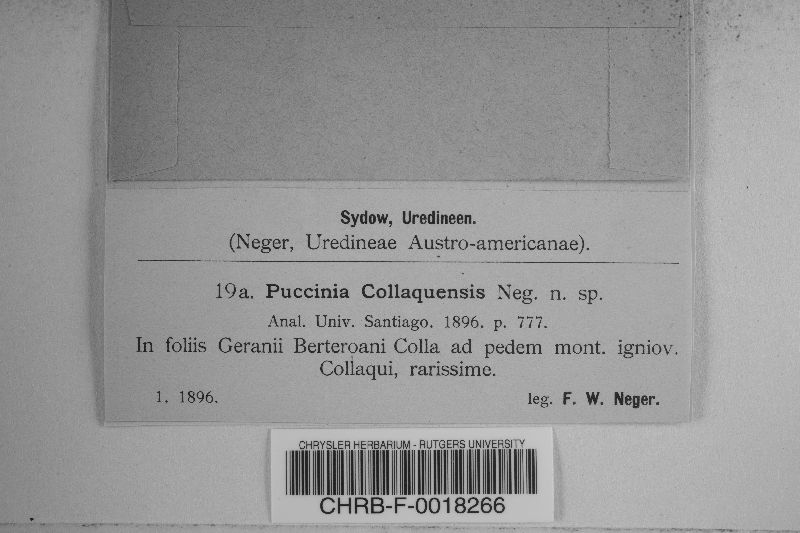 Sydow, Uredineen.
(Neger, Uredineae Austro-americanae).
19a. Puccinia Collaquensis Neg. n. sp.
Anal. Univ. Santiago. 1896. p. 777.
In foliis Geranii Berteroani Colla ad pedem mont. igniov.
Collaqui, rarissime.
1. 1896. leg. F. W. Neger.
CHRYSLER HERBARIUM - RUTGERS UNIVERSITY
CHRB-F-0018266